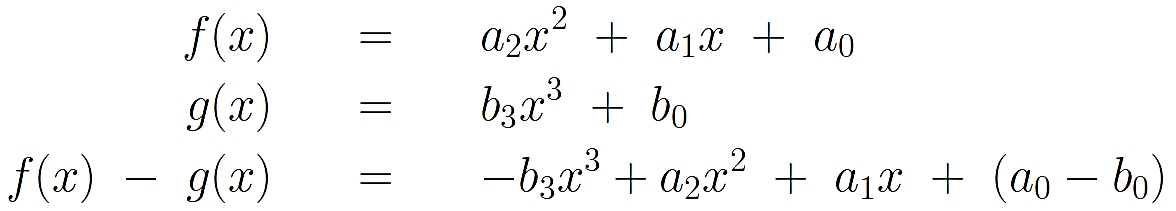 f(x) = a₂x² + a₁x + a₀
g(x) = b₃x³ + b₀
f(x) − g(x) = −b₃x³ + a₂x² + a₁x + (a₀ − b₀)